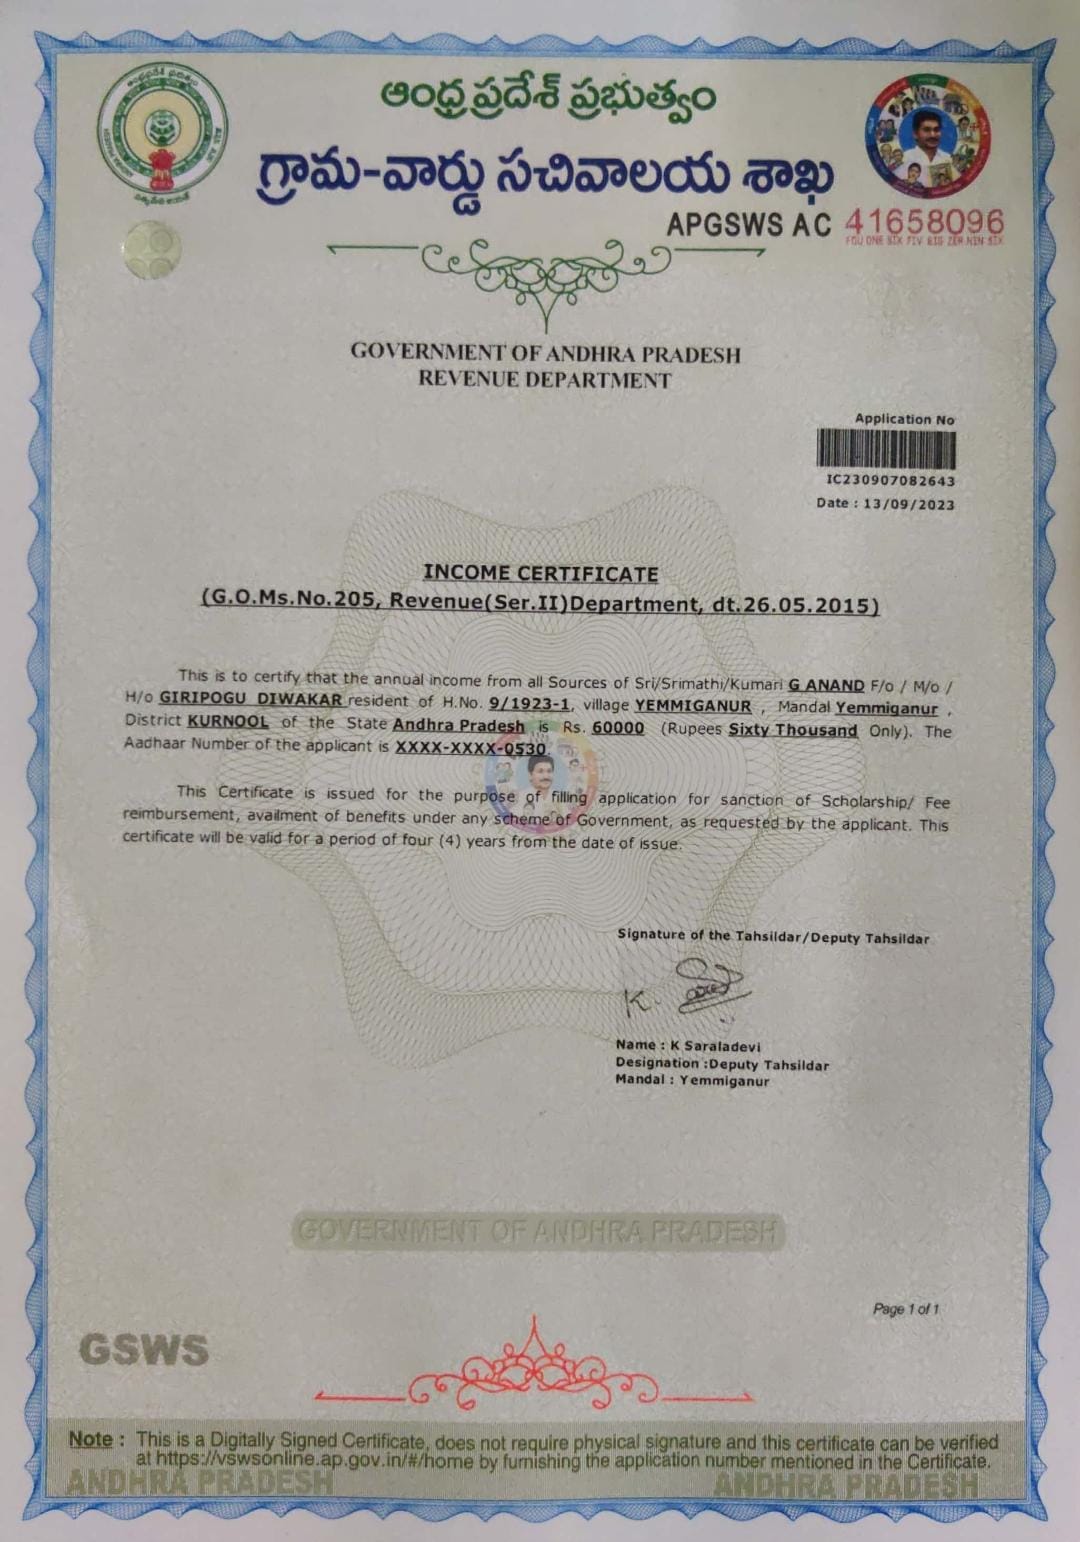 ఆంధ్ర ప్రదేశ్ ప్రభుత్వం
గ్రామ-వార్డు సచివాలయ శాఖ
APGSWS AC 41658096
FOU ONE SIX FIV EIG ZER NIN SIX
GOVERNMENT OF ANDHRA PRADESH
REVENUE DEPARTMENT
Application No
IC230907082643
Date : 13/09/2023
INCOME CERTIFICATE
(G.O.Ms.No.205, Revenue(Ser.II)Department, dt.26.05.2015)
This is to certify that the annual income from all Sources of Sri/Srimathi/Kumari G ANAND F/o / M/o /
H/o GIRIPOGU DIWAKAR resident of H.No. 9/1923-1, village YEMMIGANUR , Mandal Yemmiganur ,
District KURNOOL of the State Andhra Pradesh is Rs. 60000 (Rupees Sixty Thousand Only). The
Aadhaar Number of the applicant is XXXX-XXXX-0530.
This Certificate is issued for the purpose of filling application for sanction of Scholarship/ Fee
reimbursement, availment of benefits under any scheme of Government, as requested by the applicant. This
certificate will be valid for a period of four (4) years from the date of issue.
Signature of the Tahsildar/Deputy Tahsildar
K.
Name : K Saraladevi
Designation :Deputy Tahsildar
Mandal : Yemmiganur
GOVERNMENT OF ANDHRA PRADESH
Page 1 of 1
GSWS
Note : This is a Digitally Signed Certificate, does not require physical signature and this certificate can be verified
at https://vswsonline.ap.gov.in/#/home by furnishing the application number mentioned in the Certificate.
ANDHRA PRADESH ANDHRA PRADESH